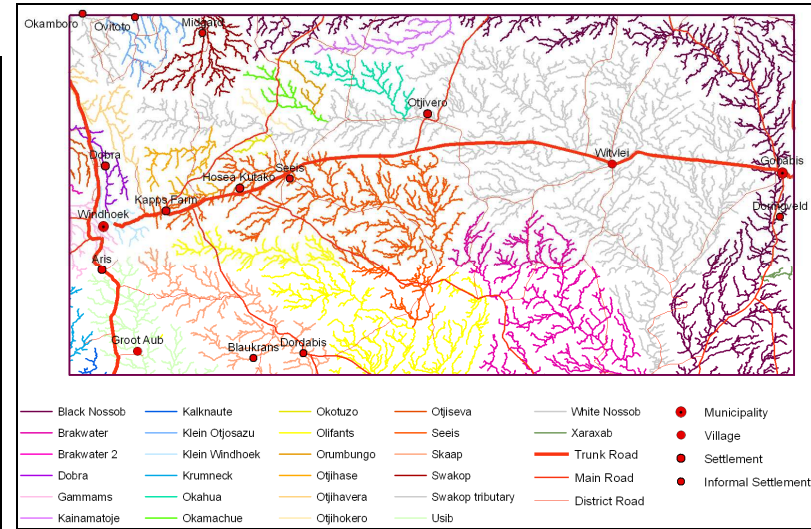 Okamboro
Ovitoto
Midgard
Otjivero
Dobra
Witvlei
Gobabis
Hosea Kutako
Seeis
Kapps Farm
Windhoek
Dorngveld
Aris
Groot Aub
Blaukrans
Dordabis
Black Nossob
Kalknaute
Okotuzo
Otjiseva
White Nossob
Municipality
Brakwater
Klein Otjosazu
Olifants
Seeis
Xaraxab
Village
Brakwater 2
Klein Windhoek
Orumbungo
Skaap
Trunk Road
Settlement
Dobra
Krumneck
Otjihase
Swakop
Main Road
Informal Settlement
Gammams
Okahua
Otjihavera
Swakop tributary
District Road
Kainamatoje
Okamachue
Otjihokero
Usib